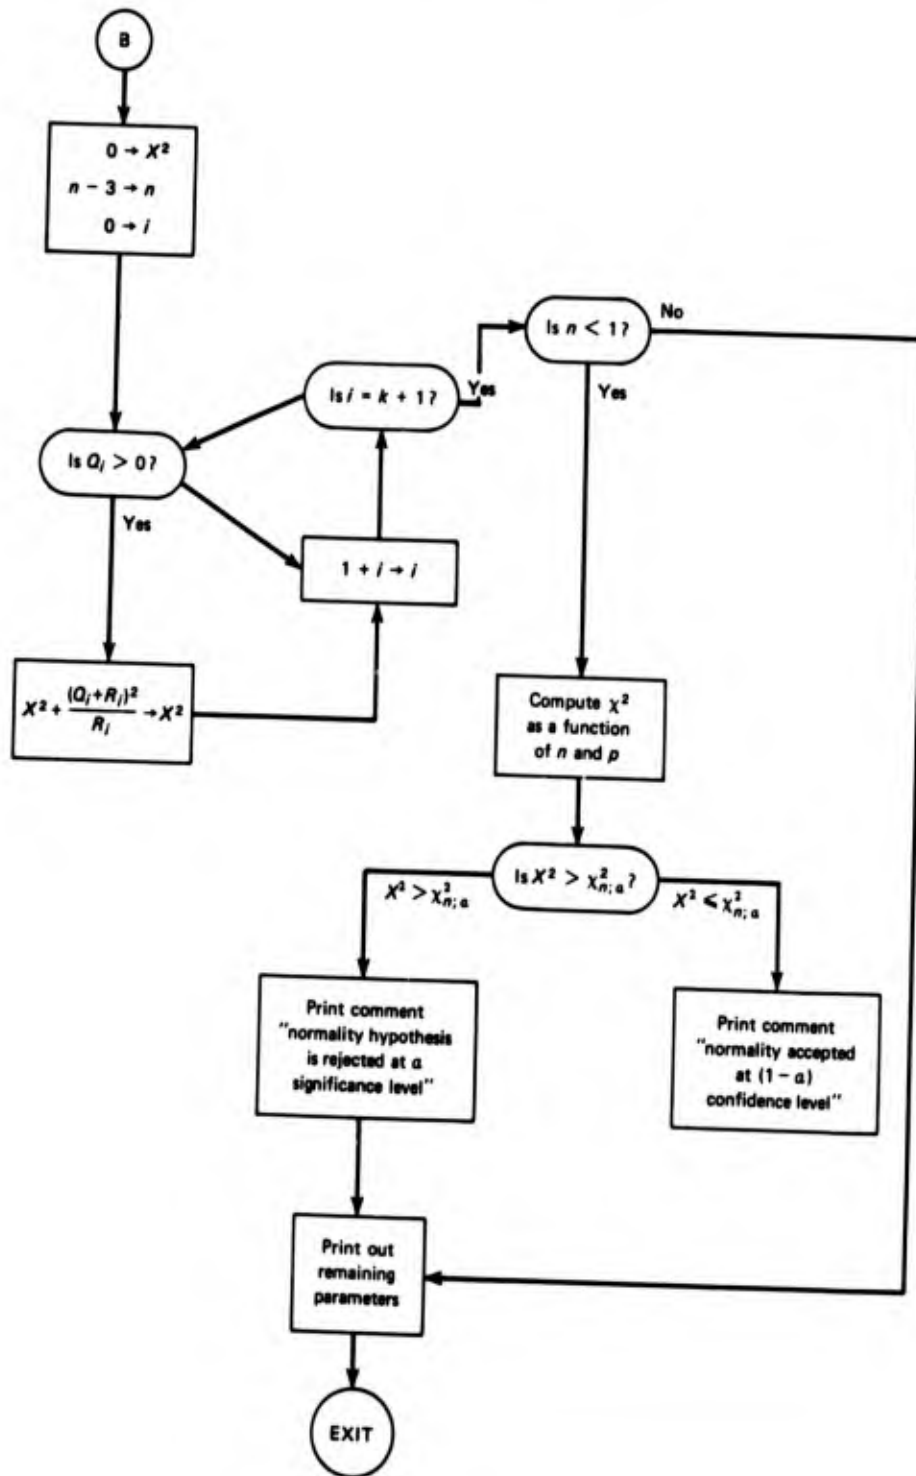 B
0 → X²
n − 3 → n
0 → i
Is n < 1?
No
Yes
Is i = k + 1?
Yes
Is Qᵢ > 0?
Yes
1 + i → i
X² + (Qᵢ+Rᵢ)²/Rᵢ → X²
Compute χ²
as a function
of n and p
Is X² > χ²ₙ;ₐ?
X² > χ²ₙ;ₐ
X² ⩽ χ²ₙ;ₐ
Print comment
"normality hypothesis
is rejected at a
significance level"
Print comment
"normality accepted
at (1 − a)
confidence level"
Print out
remaining
parameters
EXIT